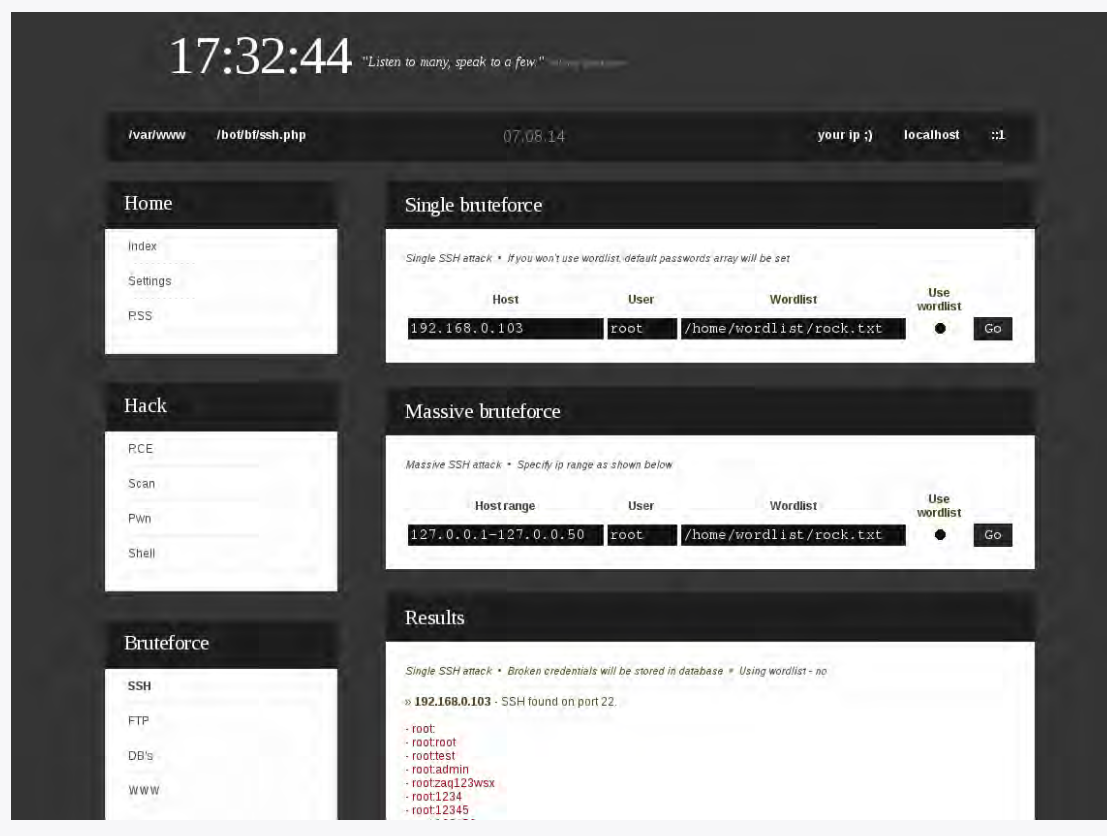 17:32:44 "Listen to many, speak to a few."
/var/www /bot/bf/ssh.php 07.08.14 your ip ;) localhost ::1
Home
Index
Settings
RSS
Hack
RCE
Scan
Pwn
Shell
Bruteforce
SSH
FTP
DB's
WWW
Single bruteforce
Single SSH attack • If you won't use wordlist, default passwords array will be set
Host User Wordlist Use wordlist
192.168.0.103 root /home/wordlist/rock.txt Go
Massive bruteforce
Massive SSH attack • Specify ip range as shown below
Host range User Wordlist Use wordlist
127.0.0.1-127.0.0.50 root /home/wordlist/rock.txt Go
Results
Single SSH attack • Broken credentials will be stored in database • Using wordlist - no
» 192.168.0.103 - SSH found on port 22.
- root:
- root:root
- root:test
- root:admin
- root:zaq123wsx
- root:1234
- root:12345